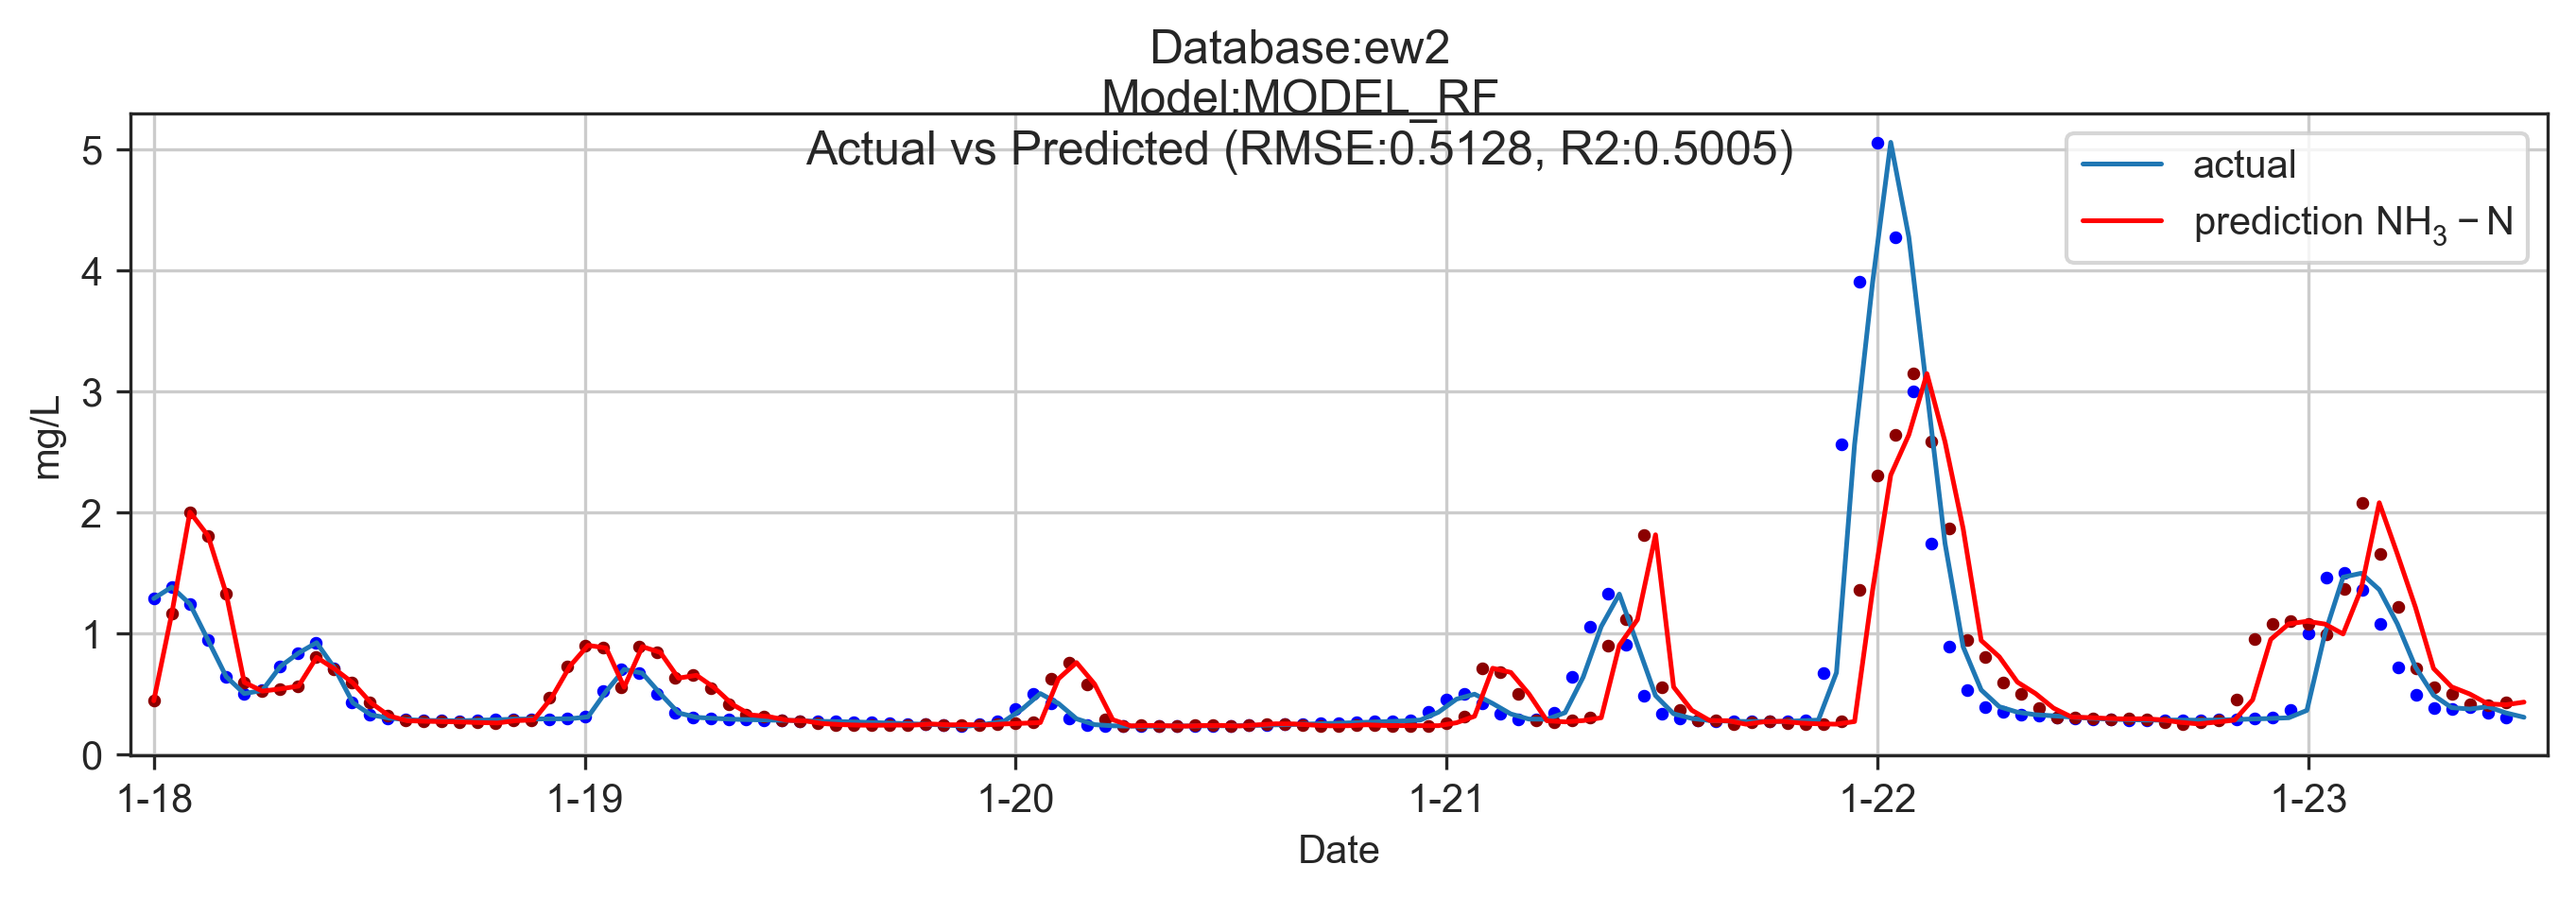 Database:ew2
Model:MODEL_RF
Actual vs Predicted (RMSE:0.5128, R2:0.5005)
actual
prediction NH₃ − N
5
4
3
2
1
0
mg/L
1-18
1-19
1-20
1-21
1-22
1-23
Date